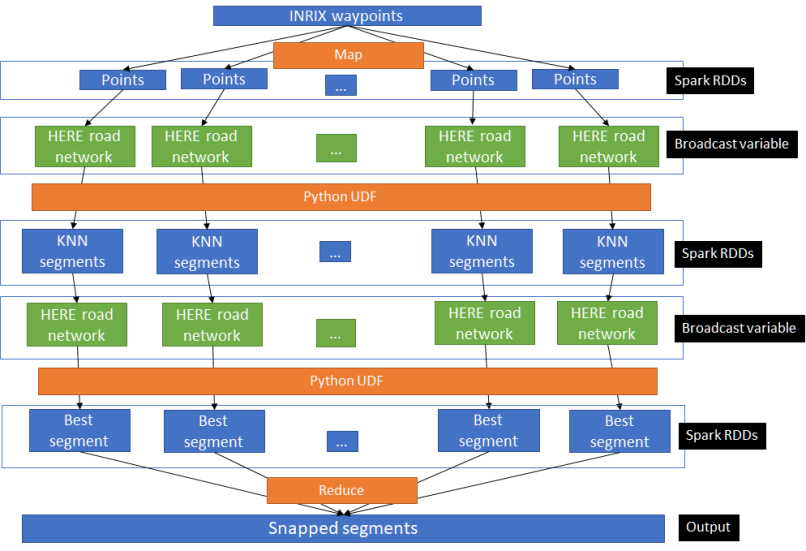 INRIX waypoints
Map
Points
Points
...
Points
Points
Spark RDDs
HERE road
network
HERE road
network
...
HERE road
network
HERE road
network
Broadcast variable
Python UDF
KNN
segments
KNN
segments
...
KNN
segments
KNN
segments
Spark RDDs
HERE road
network
HERE road
network
...
HERE road
network
HERE road
network
Broadcast variable
Python UDF
Best
segment
Best
segment
...
Best
segment
Best
segment
Spark RDDs
Reduce
Snapped segments
Output